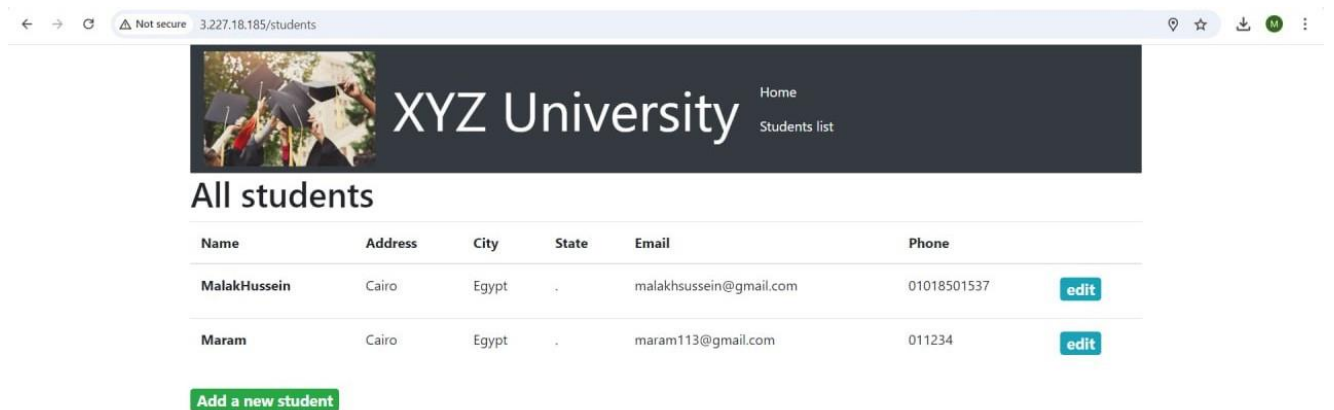 Not secure 3.227.18.185/students M
XYZ University
Home
Students list
All students
Name Address City State Email Phone
MalakHussein Cairo Egypt . malakhsussein@gmail.com 01018501537 edit
Maram Cairo Egypt . maram113@gmail.com 011234 edit
Add a new student